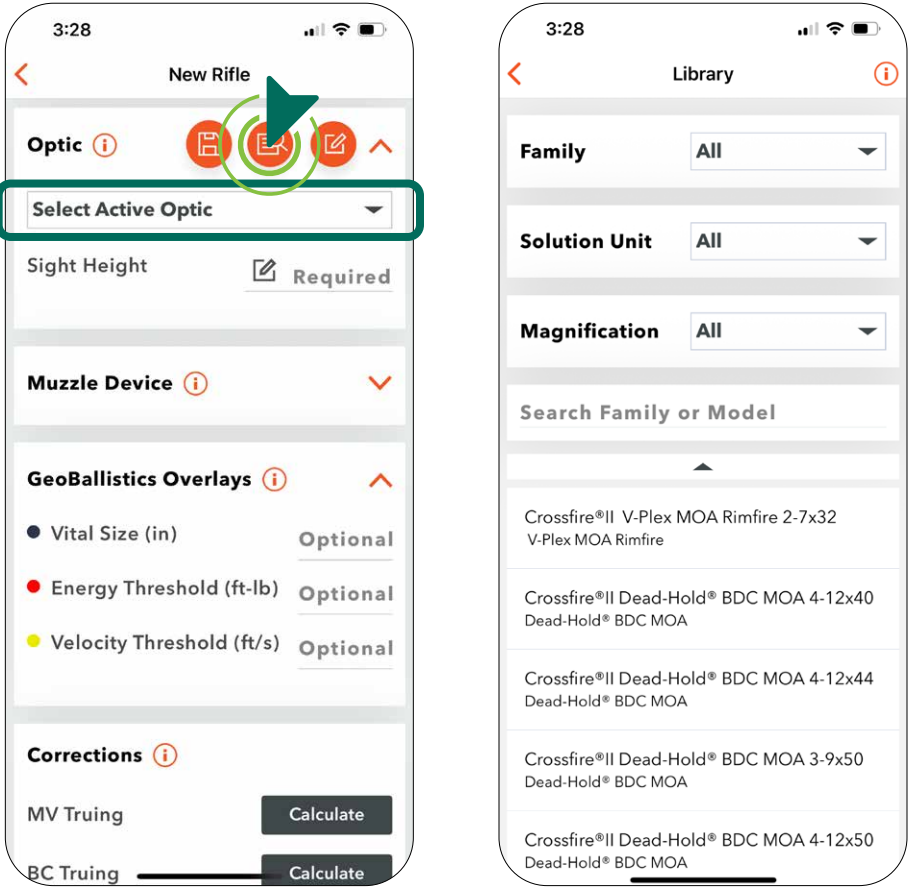 3:28
New Rifle
Optic
Select Active Optic
Sight Height Required
Muzzle Device
GeoBallistics Overlays
Vital Size (in) Optional
Energy Threshold (ft-lb) Optional
Velocity Threshold (ft/s) Optional
Corrections
MV Truing Calculate
BC Truing Calculate
3:28
Library
Family All
Solution Unit All
Magnification All
Search Family or Model
Crossfire®II V-Plex MOA Rimfire 2-7x32
V-Plex MOA Rimfire
Crossfire®II Dead-Hold® BDC MOA 4-12x40
Dead-Hold® BDC MOA
Crossfire®II Dead-Hold® BDC MOA 4-12x44
Dead-Hold® BDC MOA
Crossfire®II Dead-Hold® BDC MOA 3-9x50
Dead-Hold® BDC MOA
Crossfire®II Dead-Hold® BDC MOA 4-12x50
Dead-Hold® BDC MOA